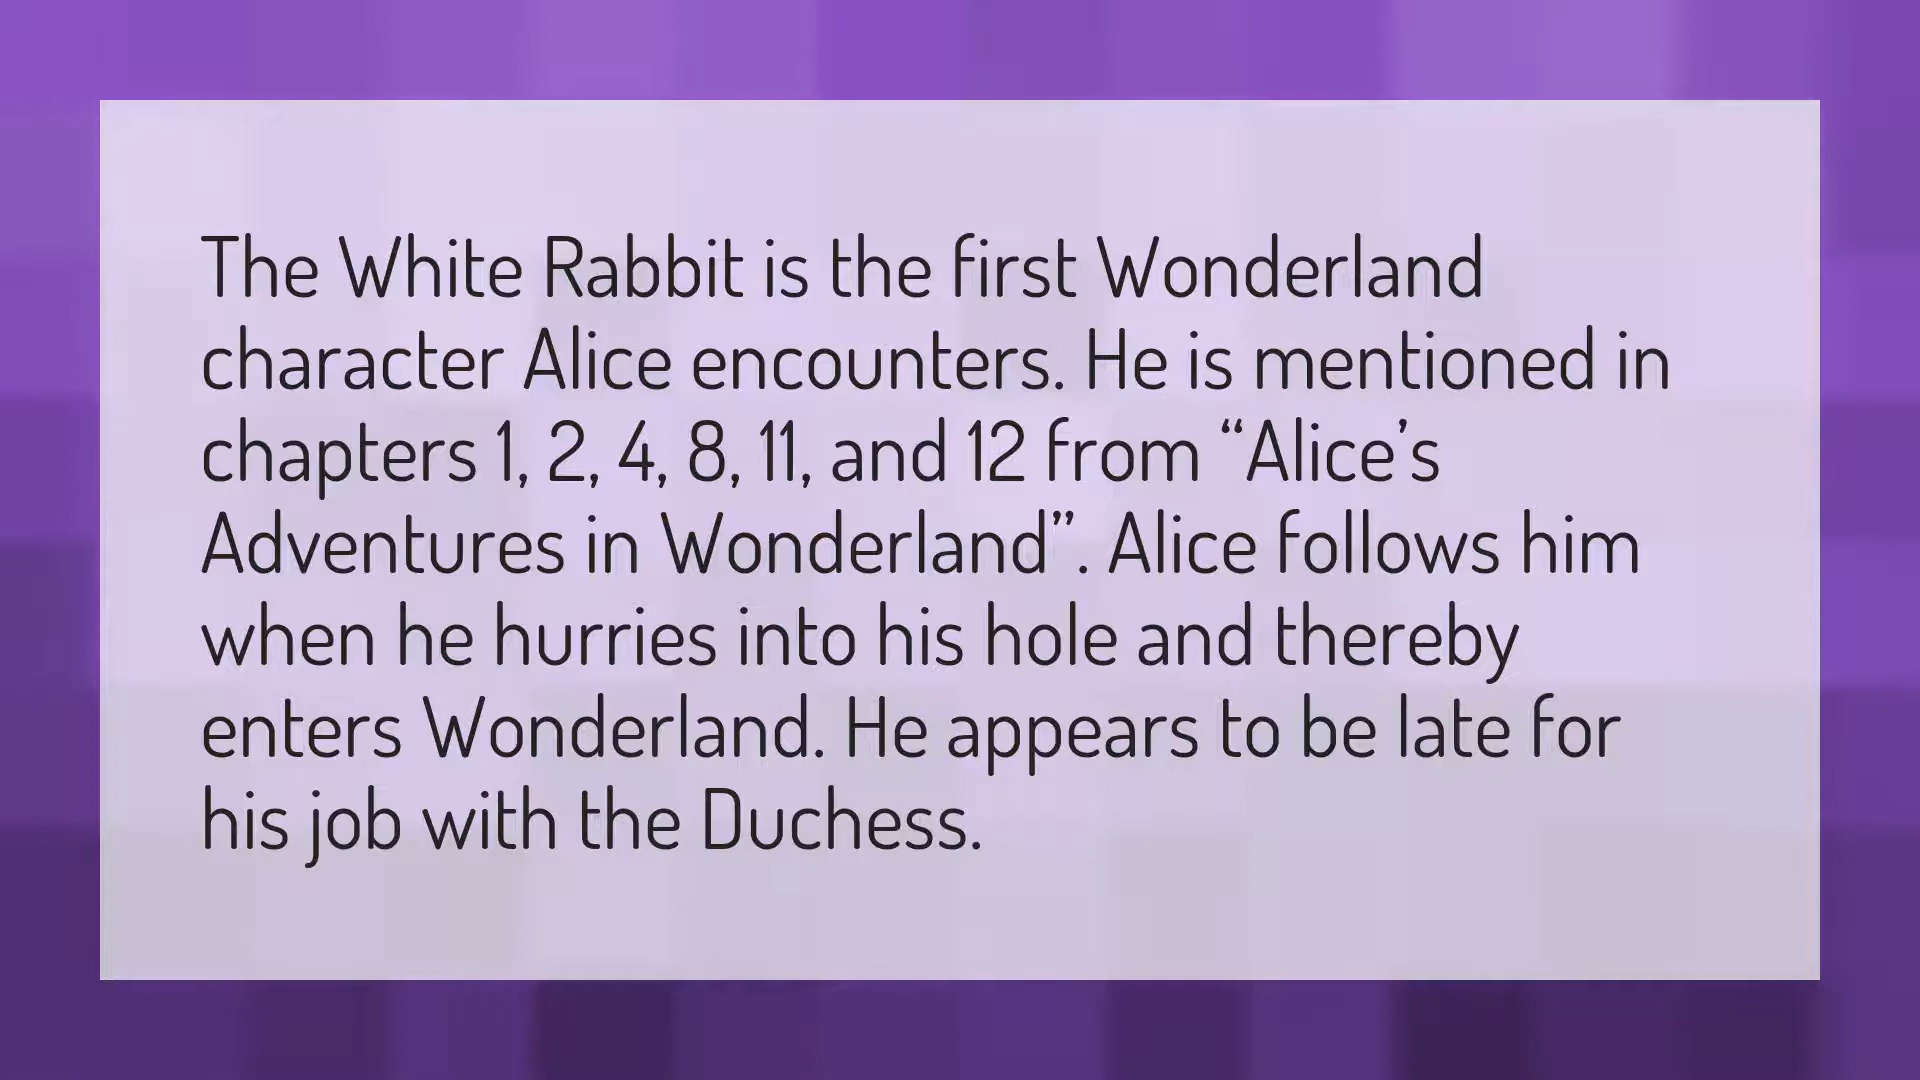 The White Rabbit is the first Wonderland
character Alice encounters. He is mentioned in
chapters 1, 2, 4, 8, 11, and 12 from “Alice’s
Adventures in Wonderland”. Alice follows him
when he hurries into his hole and thereby
enters Wonderland. He appears to be late for
his job with the Duchess.